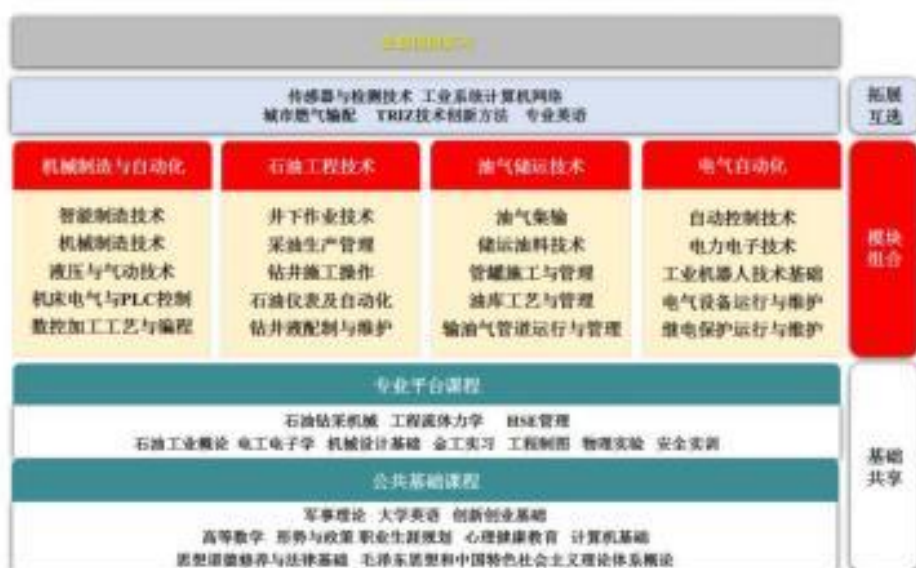 传感器与检测技术 工业系统计算机网络
城市燃气输配 TRIZ技术创新方法 专业英语
拓展
互选
机械制造与自动化
石油工程技术
油气储运技术
电气自动化
智能制造技术
机械制造技术
液压与气动技术
机床电气与PLC控制
数控加工工艺与编程
井下作业技术
采油生产管理
钻井施工操作
石油仪表及自动化
钻井液配制与维护
油气集输
储运油料技术
管罐施工与管理
油库工艺与管理
输油气管道运行与管理
自动控制技术
电力电子技术
工业机器人技术基础
电气设备运行与维护
继电保护运行与维护
模块
组合
专业平台课程
石油钻采机械 工程流体力学 HSE管理
石油工业概论 电工电子学 机械设计基础 金工实习 工程制图 物理实验 安全实训
公共基础课程
军事理论 大学英语 创新创业基础
高等数学 形势与政策 职业生涯规划 心理健康教育 计算机基础
思想道德修养与法律基础 毛泽东思想和中国特色社会主义理论体系概论
基础
共享